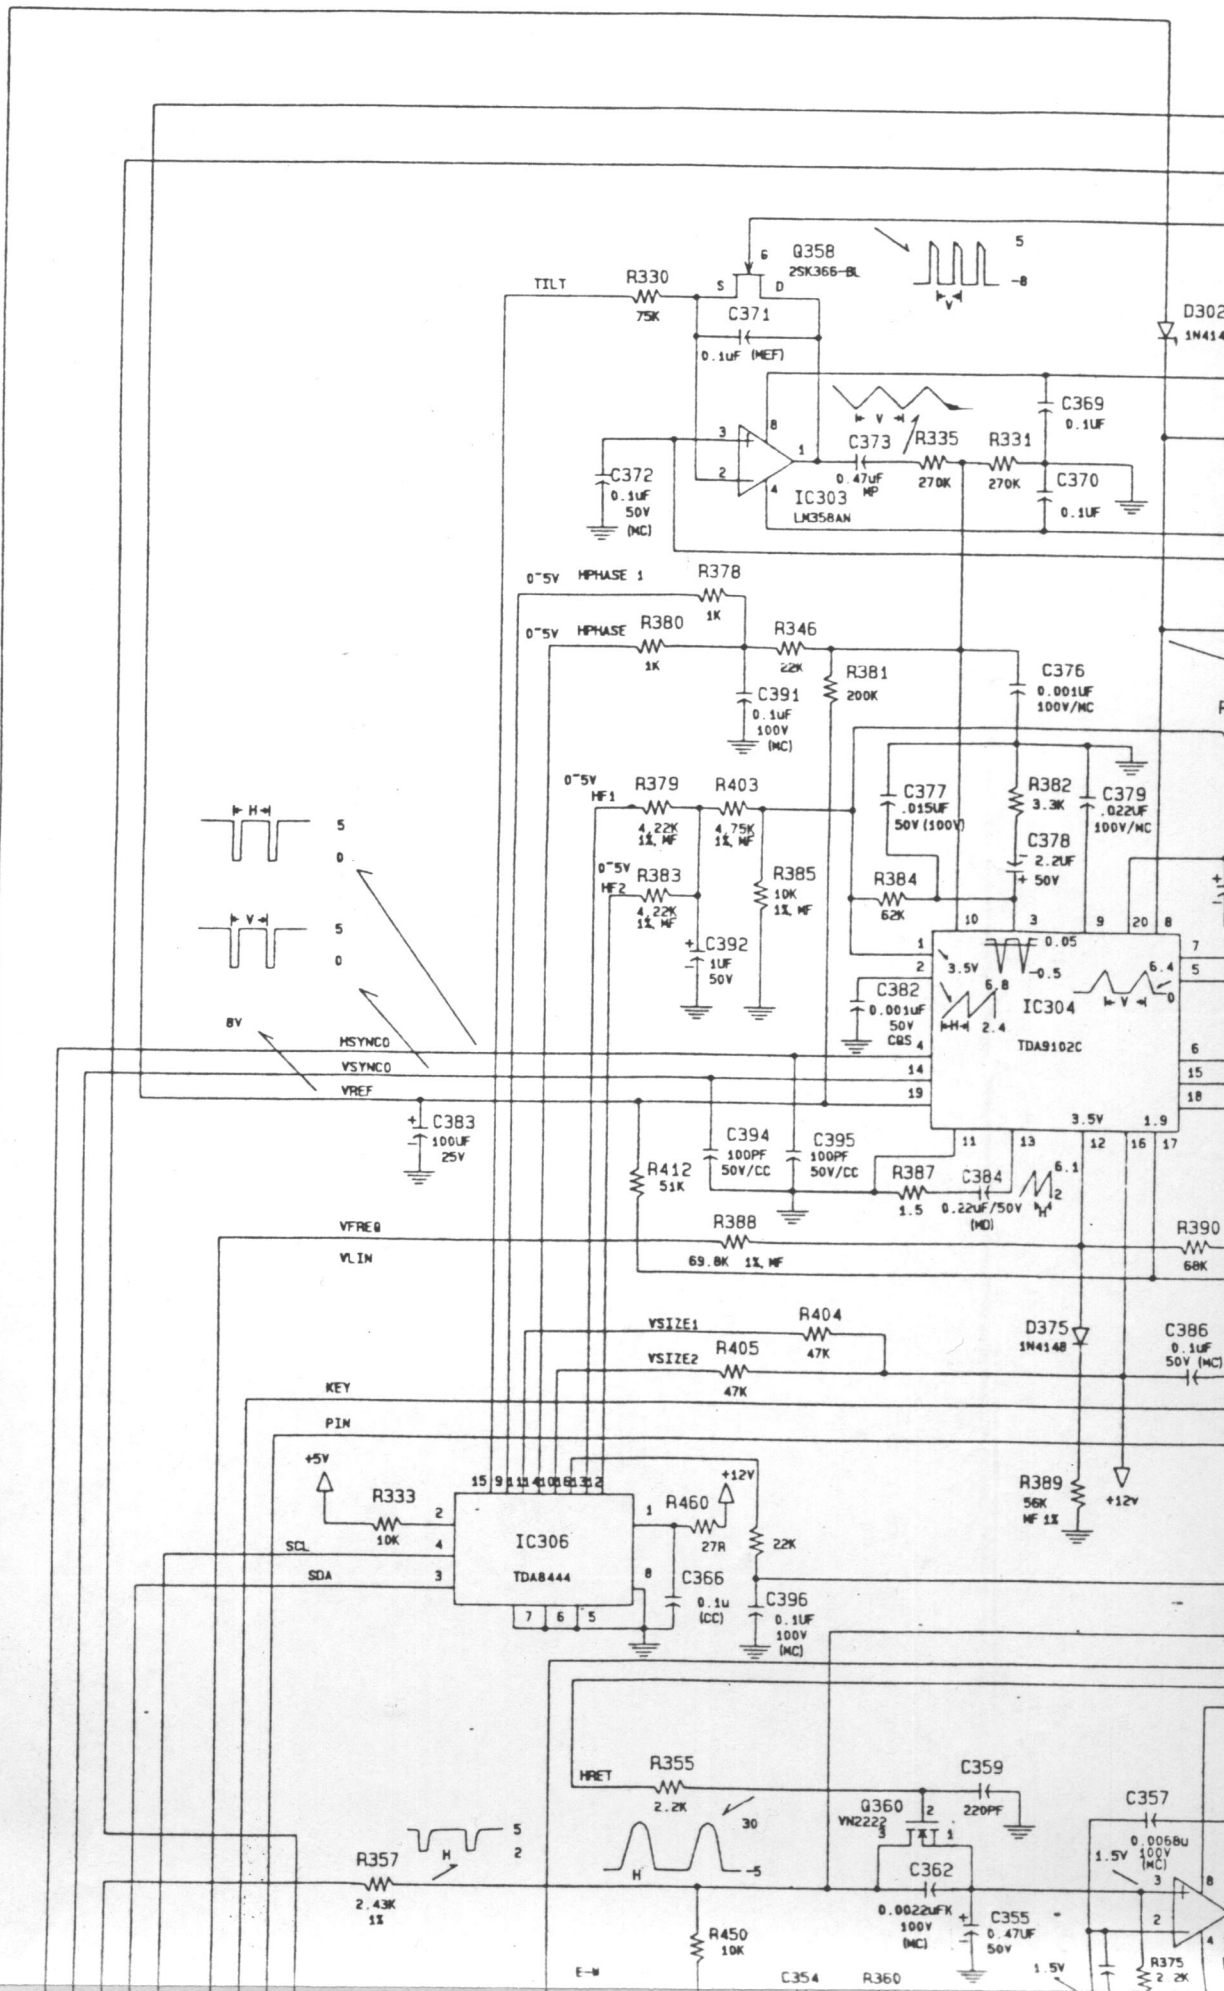 G
Q358
2SK366-BL
5
-8
V
TILT
R330
75K
S
D
C371
0.1uF (MEF)
D302
1N414
V
C369
0.1UF
3
8
1
C373
R335
R331
C372
0.1uF
50V
(MC)
2
4
0.47uF
MP
270K
270K
C370
0.1UF
IC303
LM358AN
0~5V
HPHASE 1
R378
1K
0~5V
HPHASE
R380
1K
R346
22K
R381
200K
C376
0.001UF
100V/MC
C391
0.1uF
100V
(MC)
0~5V
HF1
R379
4.22K
1%, MF
R403
4.75K
1%, MF
C377
.015UF
50V (100V)
R382
3.3K
C379
.022UF
100V/MC
C378
- 2.2UF
+ 50V
H
5
0
0~5V
HF2
R383
4.22K
1%, MF
R385
10K
1%, MF
R384
62K
V
5
0
+
-
C392
1UF
50V
10
3
9
20
8
1
2
7
5
3.5V
0.05
-0.5
6.8
2.4
H
6.4
0
V
C382
0.001uF
50V
IC304
TDA9102C
8V
HSYNCO
VSYNCO
VREF
4
14
19
6
15
18
3.5V
1.9
11
13
12
16
17
+
-
C383
100UF
25V
C394
100PF
50V/CC
C395
100PF
50V/CC
R412
51K
R387
1.5
C384
0.22uF/50V
(MD)
6.1
2
H
VFREQ
VLIN
R388
69.8K 1%, MF
R390
68K
VSIZE1
R404
47K
VSIZE2
R405
47K
D375
1N4148
C386
0.1uF
50V (MC)
KEY
PIN
+5V
15 9 11 14 10 16 13 12
+12V
R389
56K
MF 1%
+12V
R333
10K
2
1
R460
27R
22K
SCL
4
IC306
SDA
3
TDA8444
8
C366
0.1u
(CC)
7
6
5
C396
0.1UF
100V
(MC)
HRET
R355
2.2K
C359
220PF
Q360
VN2222
2
3
1
C357
0.0068u
100V
(MC)
5
2
H
30
-5
H
R357
2.43K
1%
C362
0.0022uFK
100V
(MC)
1.5V
3
8
2
4
+
-
C355
0.47UF
50V
R450
10K
E-W
C354
R360
1.5V
R375
2.2K